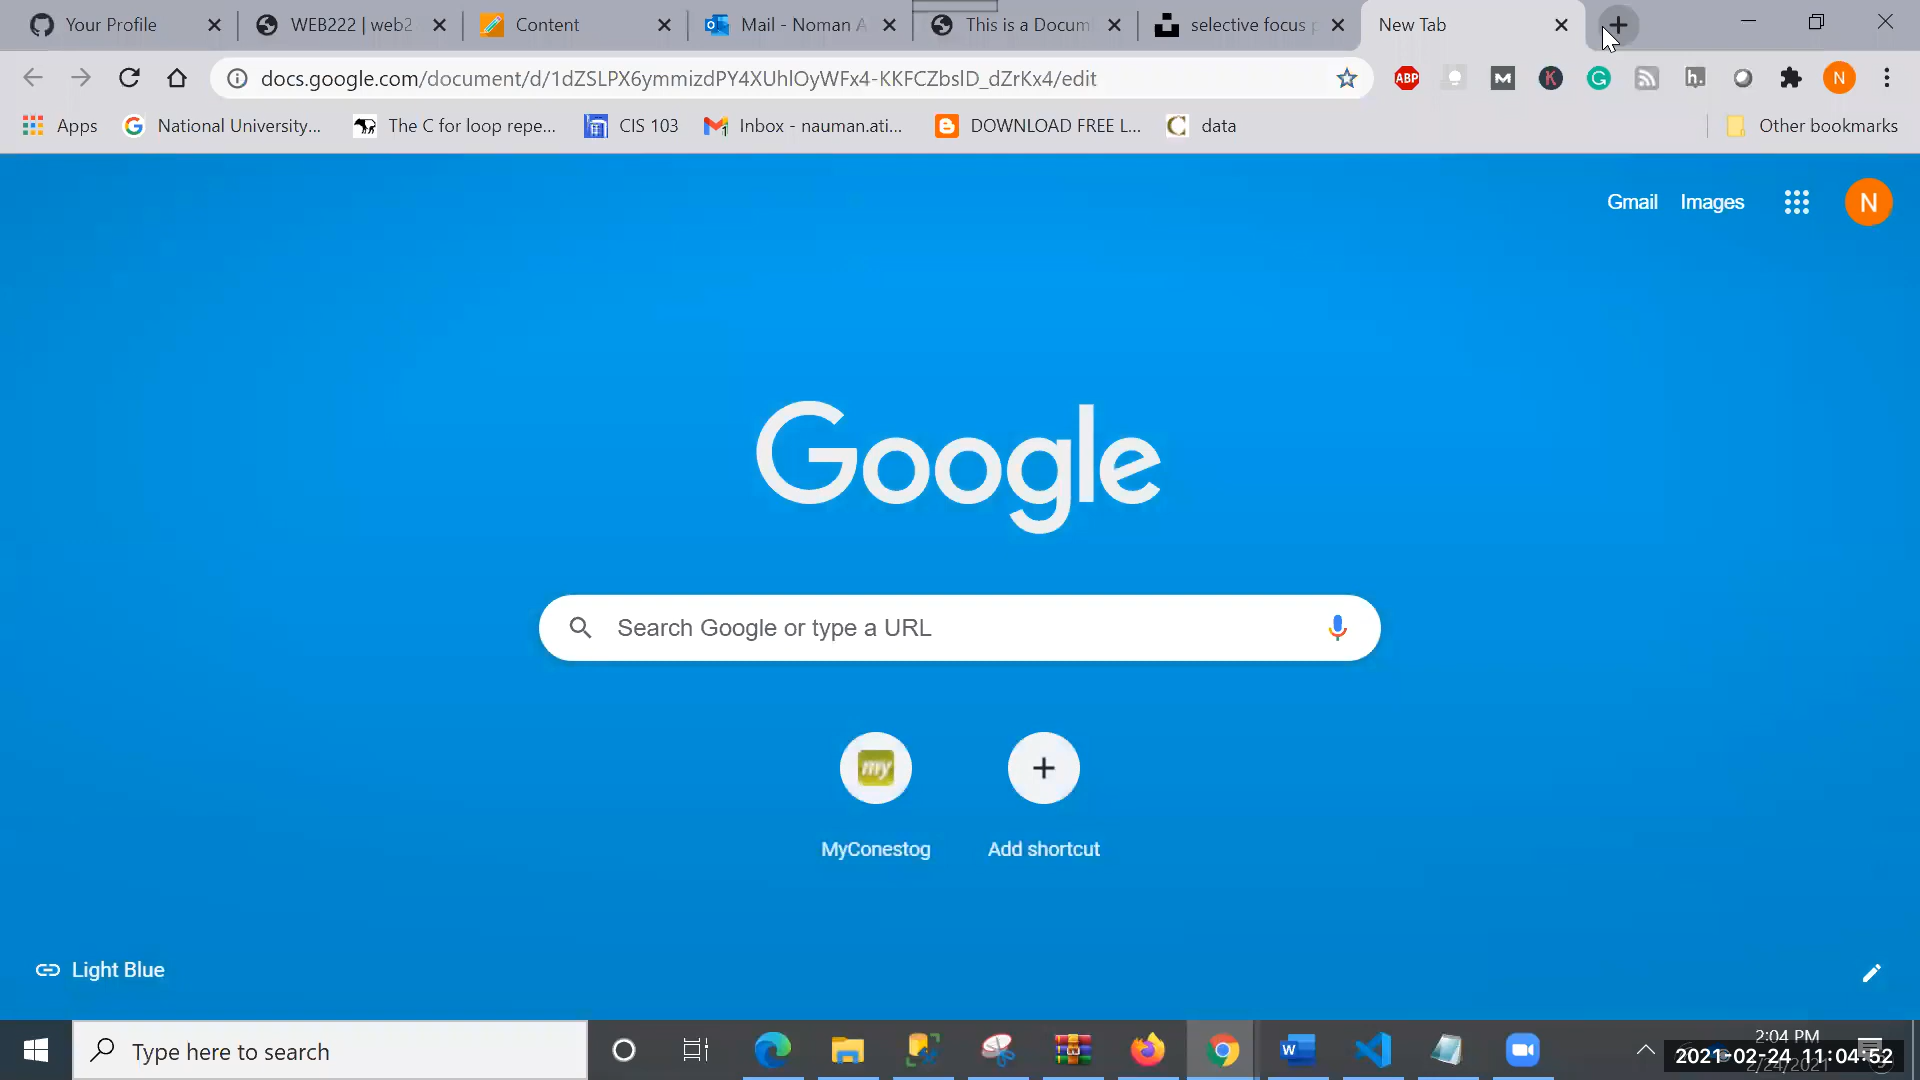 Your Profile
WEB222 | web2
Content
Mail - Noman A
This is a Docum
selective focus p
New Tab
docs.google.com/document/d/1dZSLPX6ymmizdPY4XUhlOyWFx4-KKFCZbslD_dZrKx4/edit
ABP
M
K
G
h.
N
Apps
National University...
The C for loop repe...
CIS 103
Inbox - nauman.ati...
DOWNLOAD FREE L...
data
Other bookmarks
Gmail
Images
N
Google
Search Google or type a URL
my
MyConestog
Add shortcut
Light Blue
Type here to search
2:04 PM
2021-02-24 11:04:52